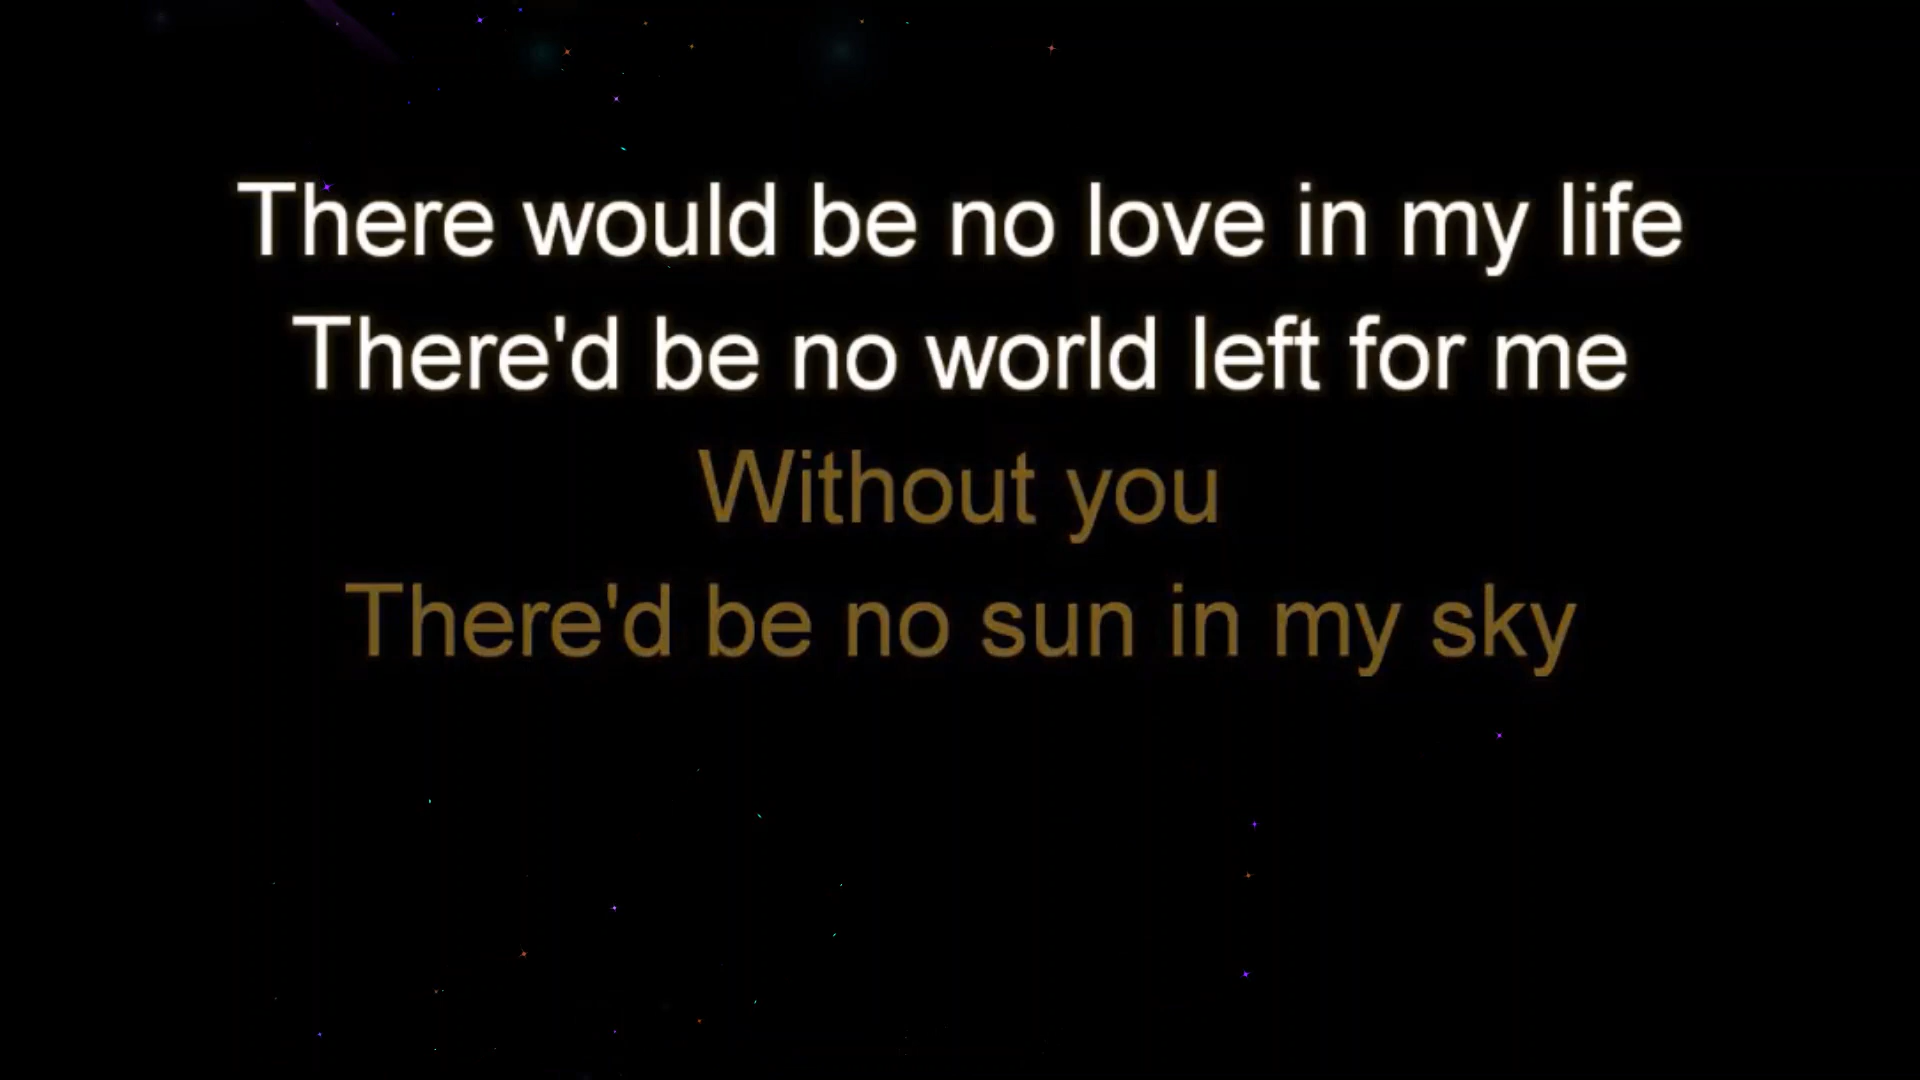 There would be no love in my life
There'd be no world left for me
Without you
There'd be no sun in my sky